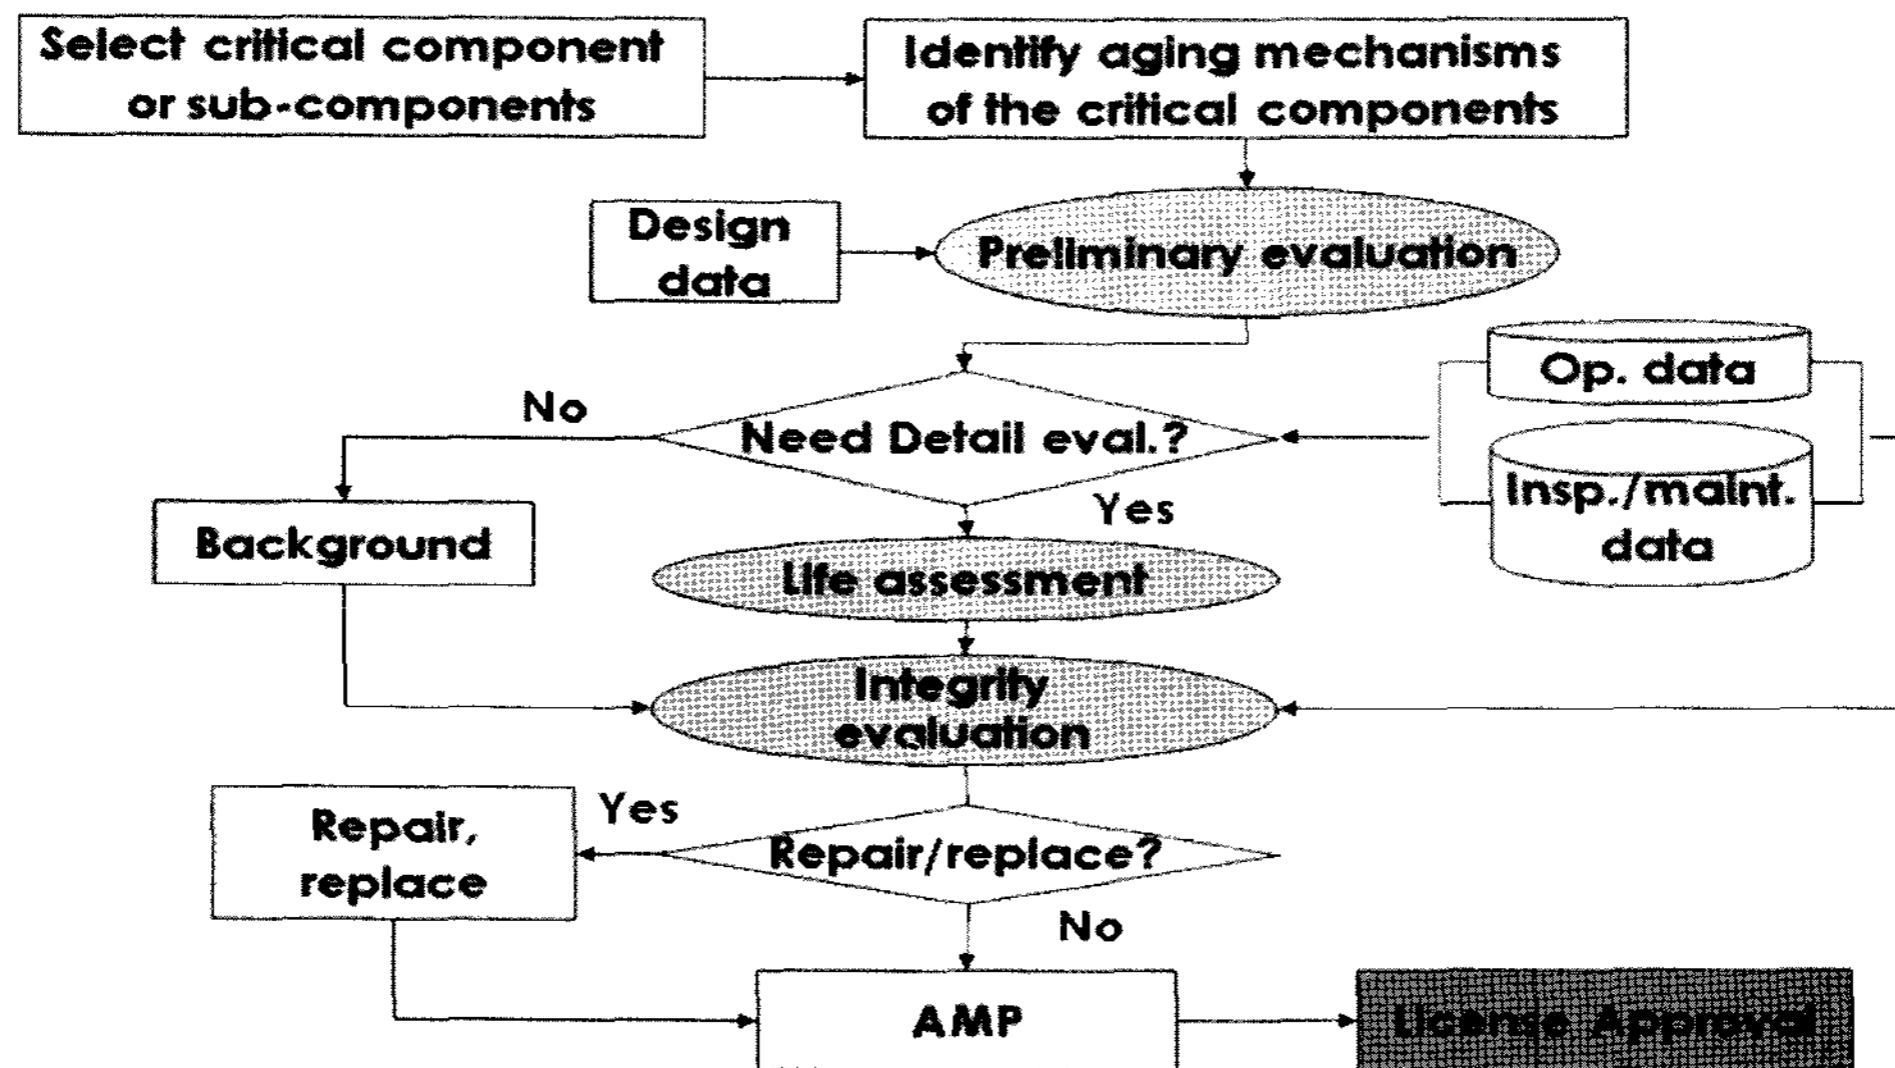 Select critical component
or sub-components
Identify aging mechanisms
of the critical components
Design
data
Preliminary evaluation
Op. data
No
Need Detail eval.?
Insp./maint.
data
Yes
Background
Life assessment
Integrity
evaluation
Repair,
replace
Yes
Repair/replace?
No
AMP
License Approval